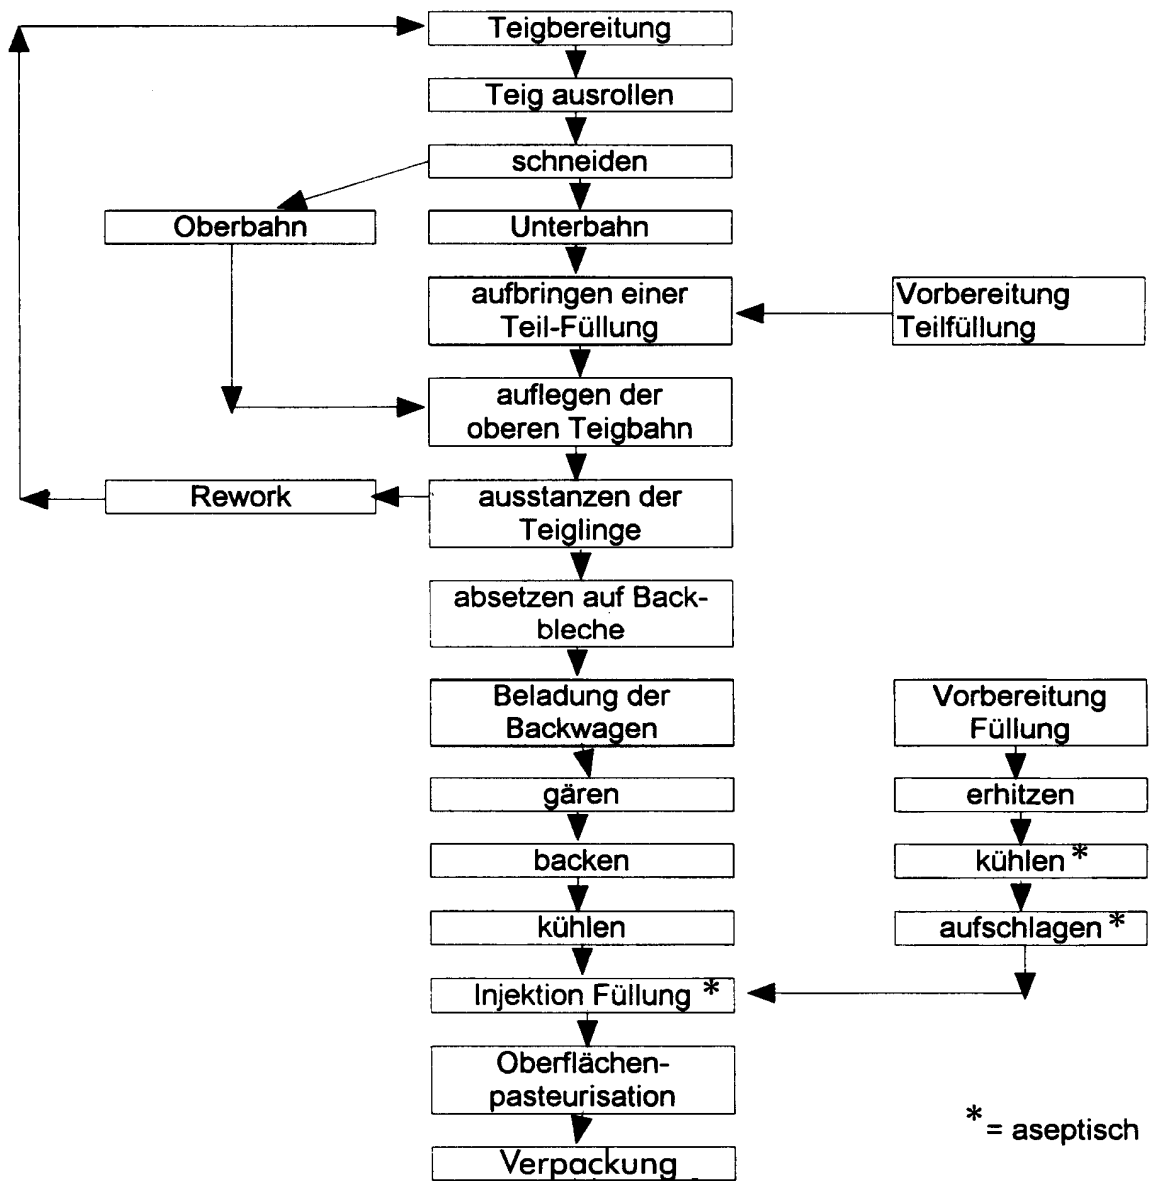 Teigbereitung
Teig ausrollen
schneiden
Oberbahn
Unterbahn
aufbringen einer
Teil-Füllung
Vorbereitung
Teilfüllung
auflegen der
oberen Teigbahn
Rework
ausstanzen der
Teiglinge
absetzen auf Back-
bleche
Beladung der
Backwagen
gären
backen
kühlen
Vorbereitung
Füllung
erhitzen
kühlen *
aufschlagen *
Injektion Füllung *
Oberflächen-
pasteurisation
Verpackung
* = aseptisch